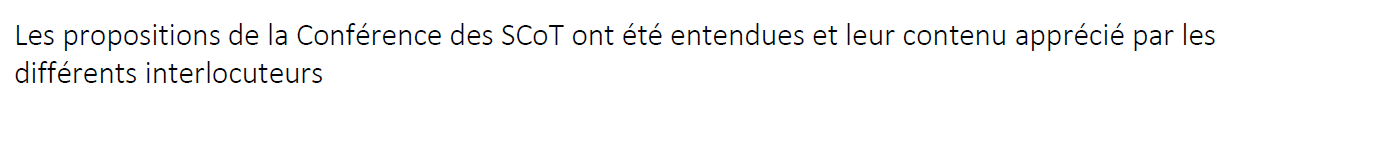 Les propositions de la Conférence des SCoT ont été entendues et leur contenu apprécié par les
différents interlocuteurs